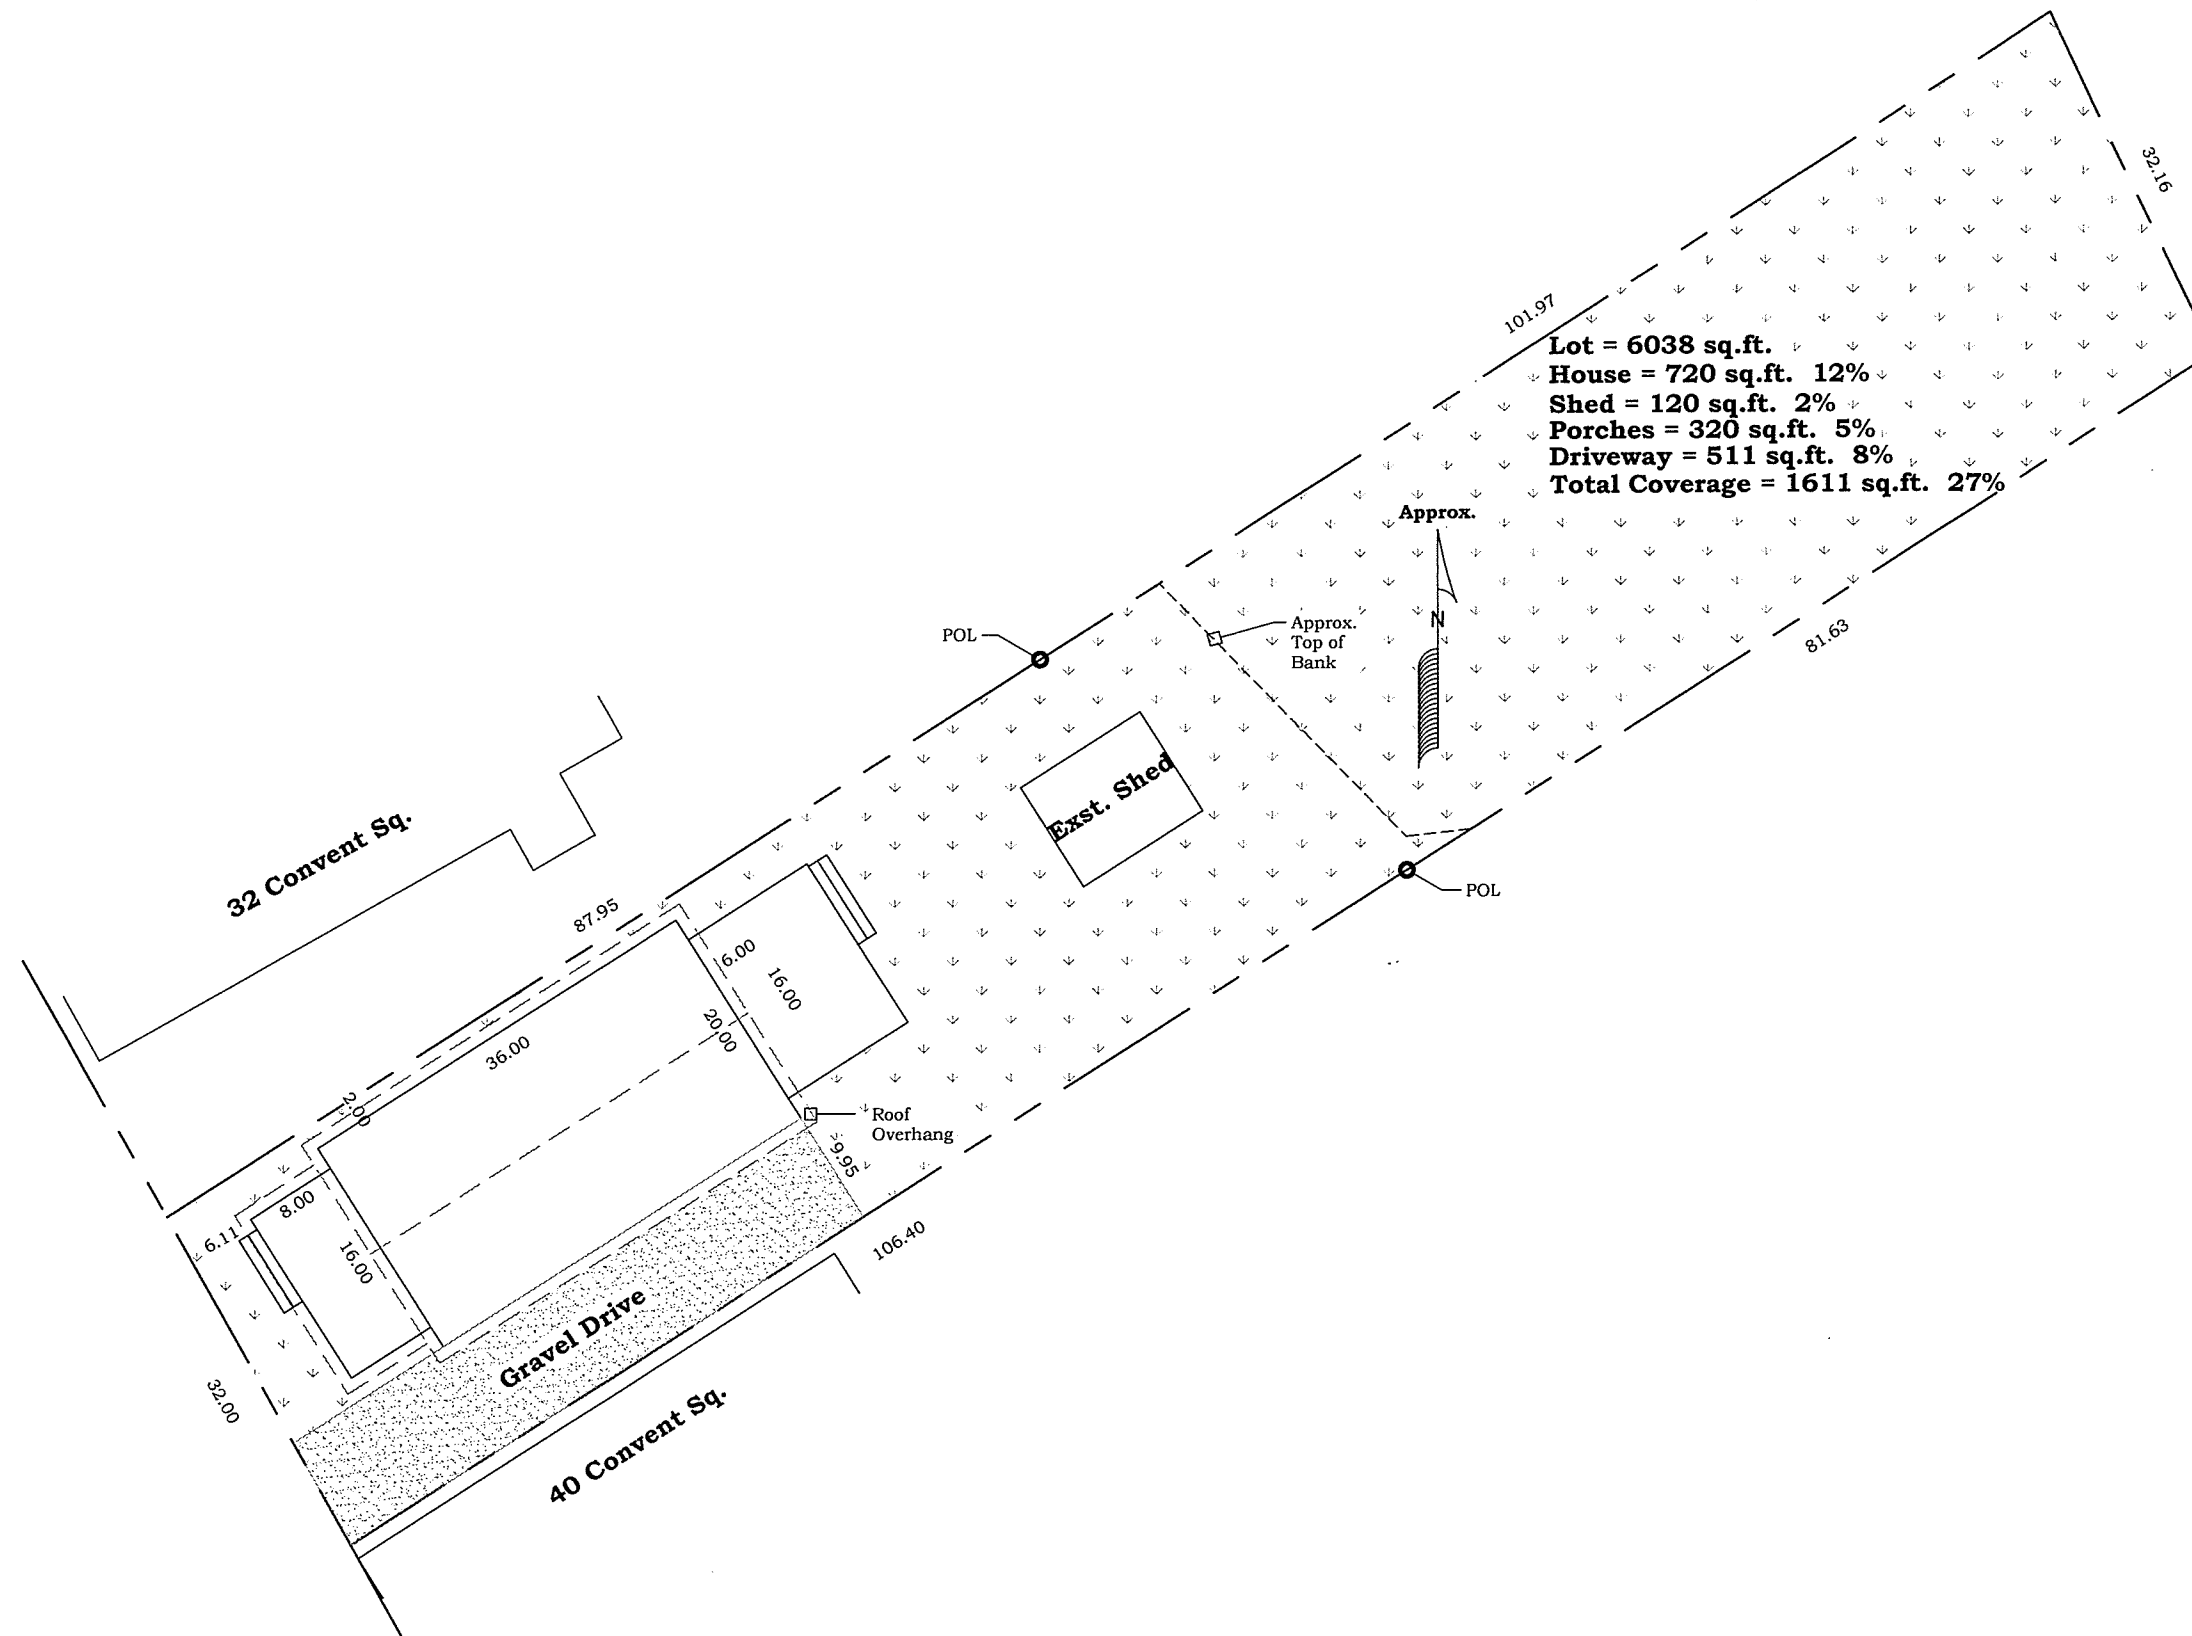 32.16
101.97
Lot = 6038 sq.ft.
House = 720 sq.ft. 12%
Shed = 120 sq.ft. 2%
Porches = 320 sq.ft. 5%
Driveway = 511 sq.ft. 8%
Total Coverage = 1611 sq.ft. 27%
Approx.
N
Approx.
Top of
Bank
POL
81.63
Exst. Shed
32 Convent Sq.
POL
87.95
6.00
16.00
20.00
36.00
2.00
Roof
Overhang
9.95
8.00
6.11
16.00
106.40
Gravel Drive
32.00
40 Convent Sq.